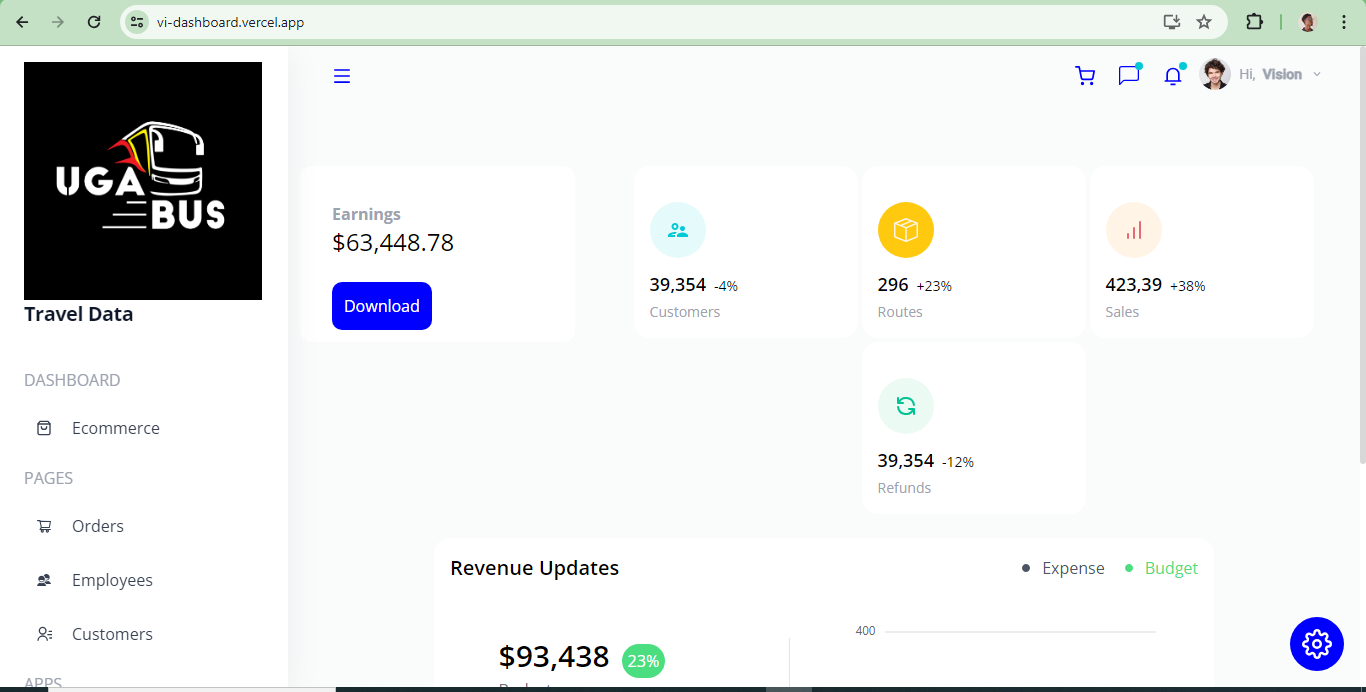 vi-dashboard.vercel.app
UGA
BUS
Travel Data
DASHBOARD
Ecommerce
PAGES
Orders
Employees
Customers
APPS
Hi, Vision
Earnings
$63,448.78
Download
39,354 -4%
Customers
296 +23%
Routes
423,39 +38%
Sales
39,354 -12%
Refunds
Revenue Updates
Expense
Budget
$93,438 23%
400